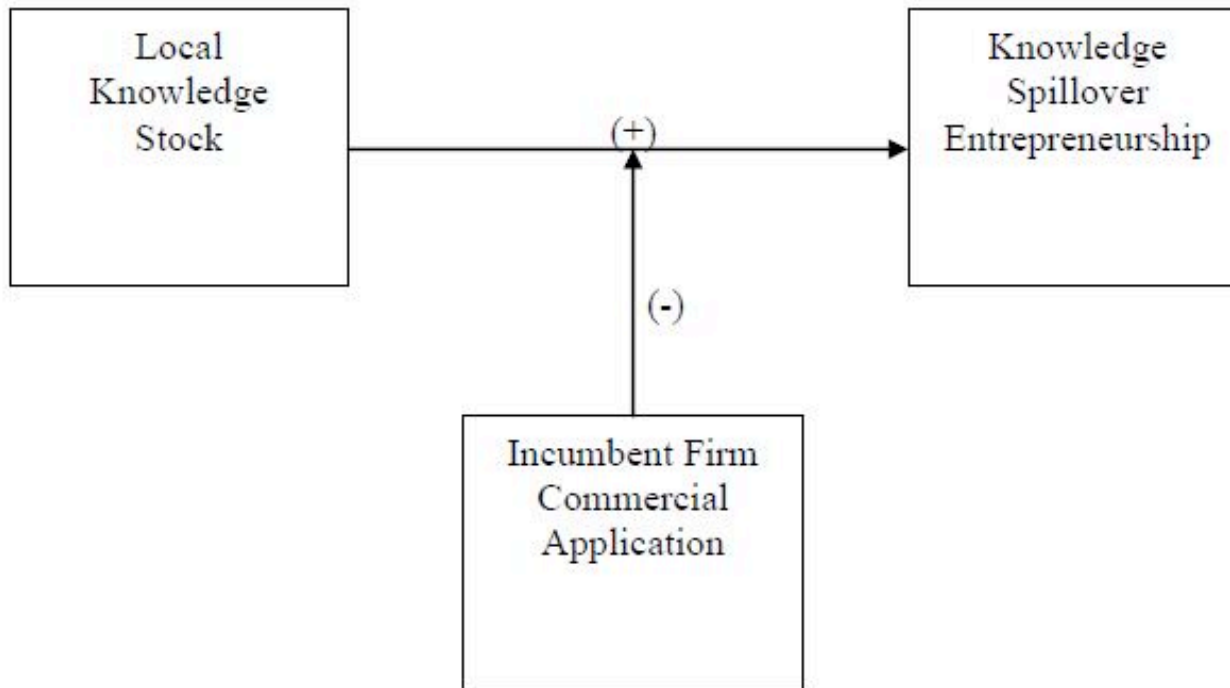 Local
Knowledge
Stock
(+)
Knowledge
Spillover
Entrepreneurship
(-)
Incumbent Firm
Commercial
Application